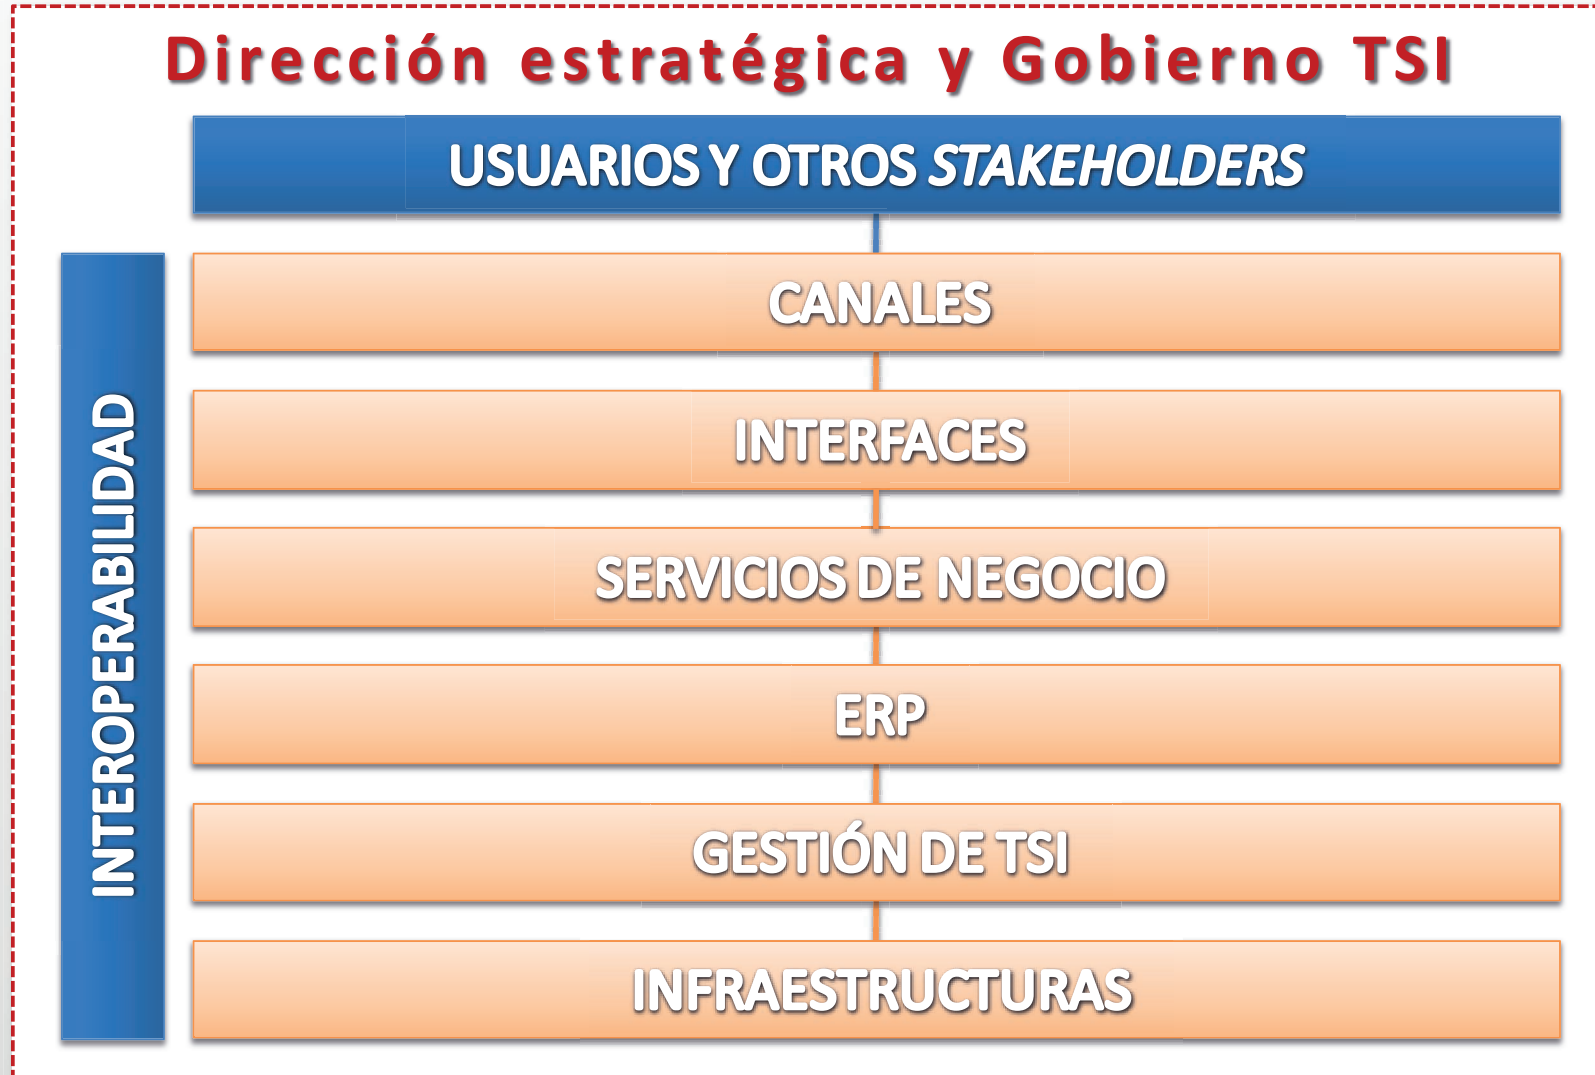 Dirección estratégica y Gobierno TSI
USUARIOS Y OTROS STAKEHOLDERS
INTEROPERABILIDAD
CANALES
INTERFACES
SERVICIOS DE NEGOCIO
ERP
GESTIÓN DE TSI
INFRAESTRUCTURAS